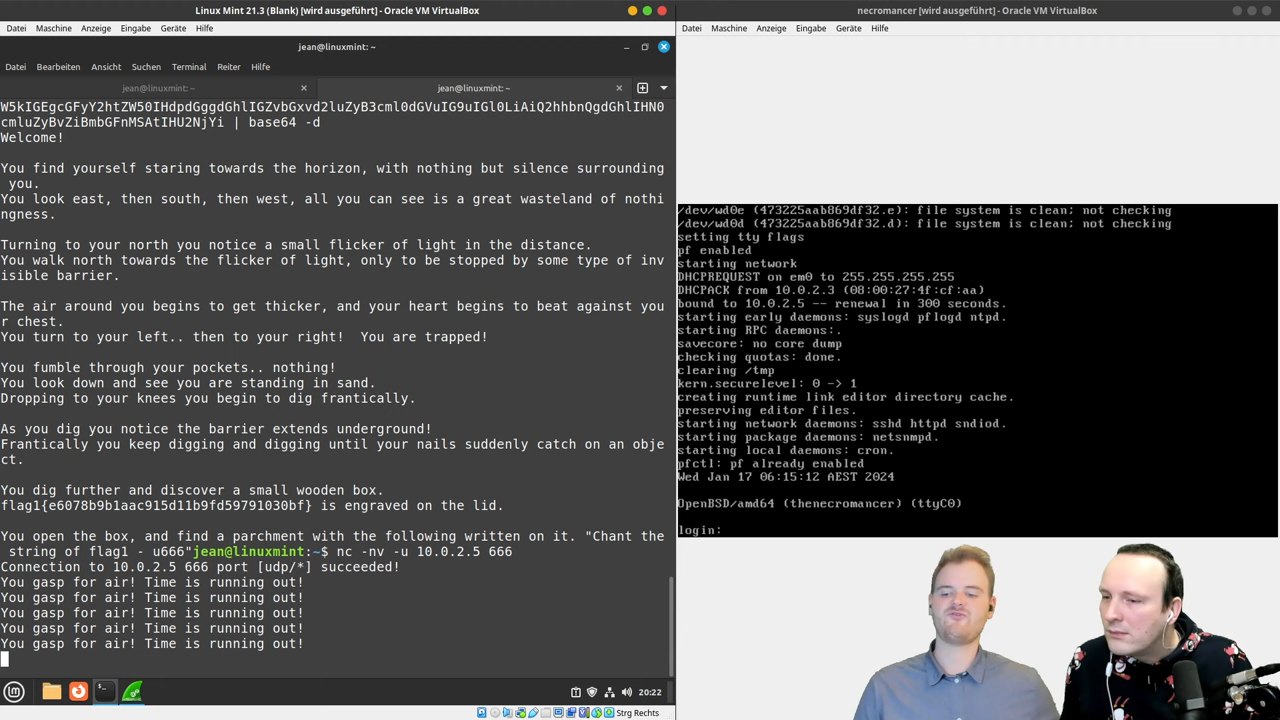 Linux Mint 21.3 (Blank) [wird ausgeführt] - Oracle VM VirtualBox
Datei Maschine Anzeige Eingabe Geräte Hilfe
jean@linuxmint: ~
Datei Bearbeiten Ansicht Suchen Terminal Reiter Hilfe
jean@linuxmint: ~
jean@linuxmint: ~
W5kIGEgcGFyY2htZW50IHdpdGggdGhlIGZvbGxvd2luZyB3cml0dGVuIG9uIGl0LiAiQ2hhbnQgdGhlIHN0
cmluZyBvZiBmbGFnMSAtIHU2NjYi | base64 -d
Welcome!
You find yourself staring towards the horizon, with nothing but silence surrounding
you.
You look east, then south, then west, all you can see is a great wasteland of nothi
ngness.
Turning to your north you notice a small flicker of light in the distance.
You walk north towards the flicker of light, only to be stopped by some type of inv
isible barrier.
The air around you begins to get thicker, and your heart begins to beat against you
r chest.
You turn to your left.. then to your right!  You are trapped!
You fumble through your pockets.. nothing!
You look down and see you are standing in sand.
Dropping to your knees you begin to dig frantically.
As you dig you notice the barrier extends underground!
Frantically you keep digging and digging until your nails suddenly catch on an obje
ct.
You dig further and discover a small wooden box.
flag1{e6078b9b1aac915d11b9fd59791030bf} is engraved on the lid.
You open the box, and find a parchment with the following written on it. "Chant the
string of flag1 - u666"jean@linuxmint:~$ nc -nv -u 10.0.2.5 666
Connection to 10.0.2.5 666 port [udp/*] succeeded!
You gasp for air! Time is running out!
You gasp for air! Time is running out!
You gasp for air! Time is running out!
You gasp for air! Time is running out!
You gasp for air! Time is running out!
20:22
Strg Rechts
necromancer [wird ausgeführt] - Oracle VM VirtualBox
Datei Maschine Anzeige Eingabe Geräte Hilfe
/dev/wd0e (473225aab869df32.e): file system is clean; not checking
/dev/wd0d (473225aab869df32.d): file system is clean; not checking
setting tty flags
pf enabled
starting network
DHCPREQUEST on em0 to 255.255.255.255
DHCPACK from 10.0.2.3 (08:00:27:4f:cf:aa)
bound to 10.0.2.5 -- renewal in 300 seconds.
starting early daemons: syslogd pflogd ntpd.
starting RPC daemons:.
savecore: no core dump
checking quotas: done.
clearing /tmp
kern.securelevel: 0 -> 1
creating runtime link editor directory cache.
preserving editor files.
starting network daemons: sshd httpd sndiod.
starting package daemons: netsnmpd.
starting local daemons: cron.
pfctl: pf already enabled
Wed Jan 17 06:15:12 AEST 2024
OpenBSD/amd64 (thenecromancer) (ttyC0)
login: